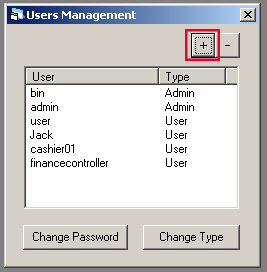 Users Management
+ -
User Type
bin Admin
admin Admin
user User
Jack User
cashier01 User
financecontroller User
Change Password Change Type